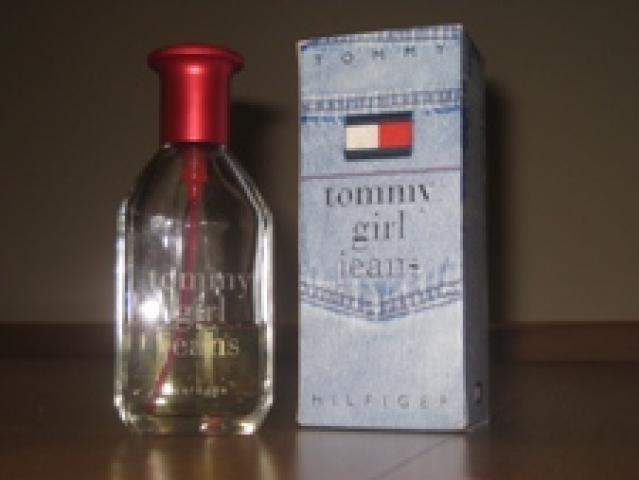 tommy
girl
jeans
TOMMY
tommy
girl
jeans
HILFIGER